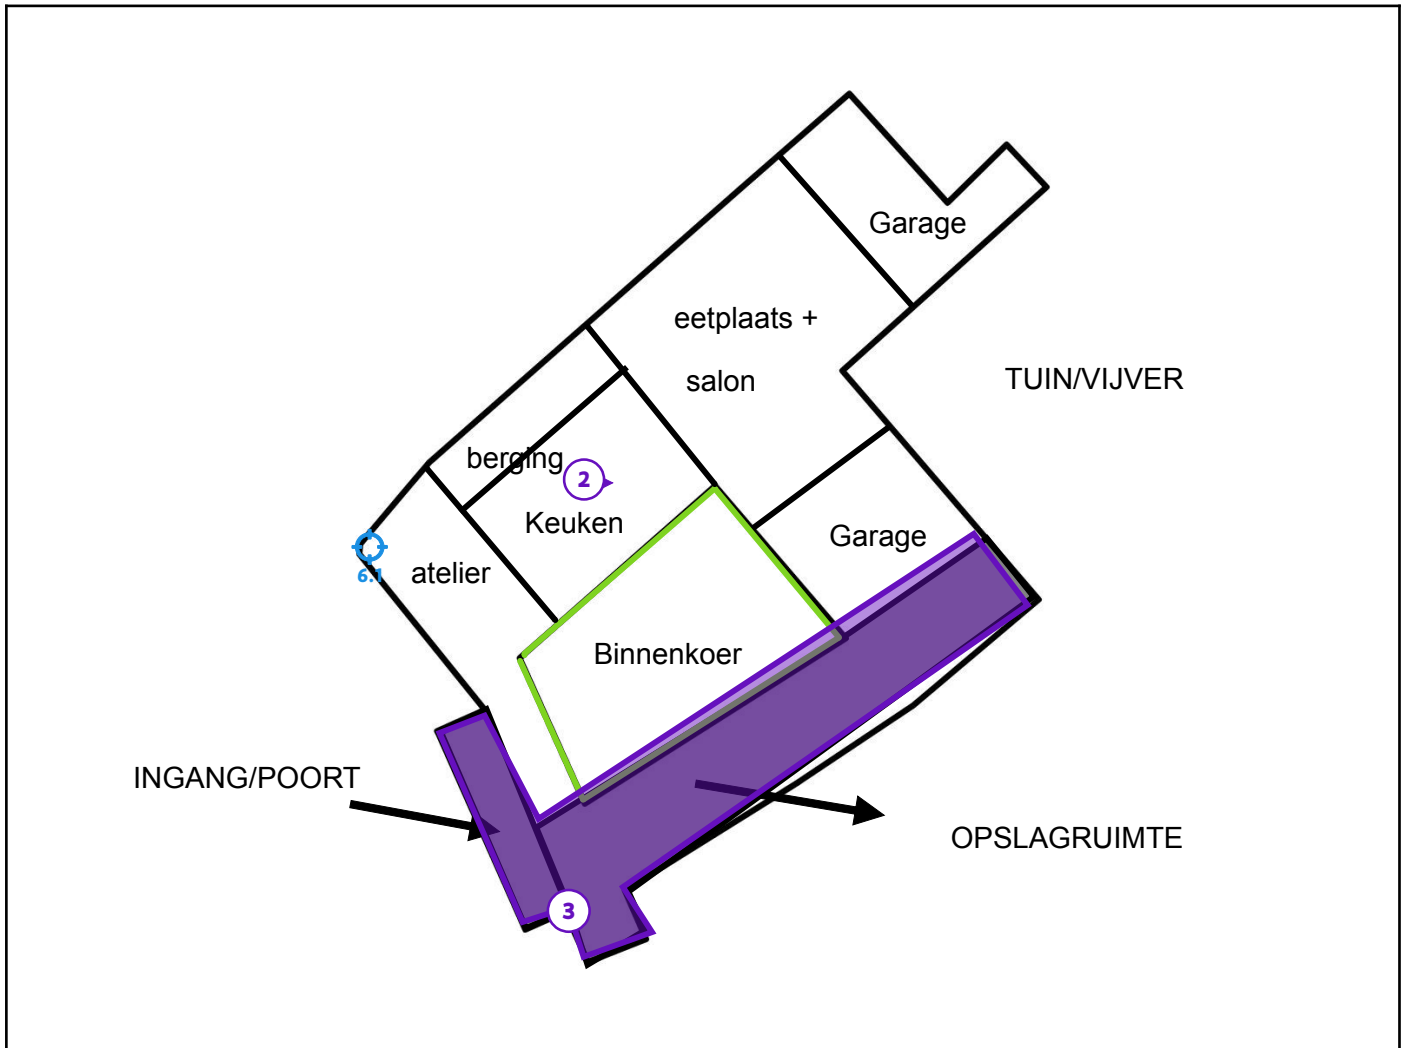 Garage
eetplaats +
salon
TUIN/VIJVER
berging
2
Keuken
Garage
6.1
atelier
Binnenkoer
INGANG/POORT
OPSLAGRUIMTE
3